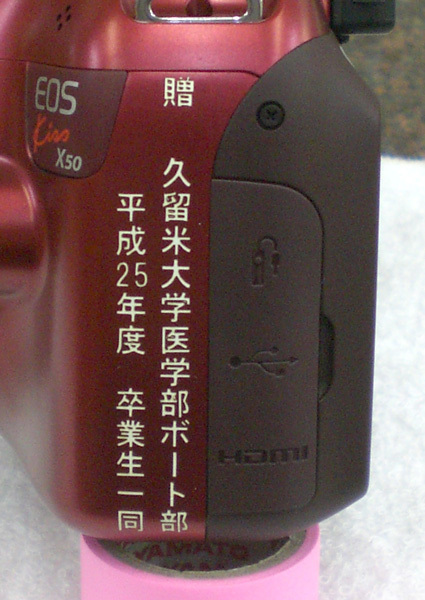 EOS
Kiss
X50
贈 久留米大学医学部ボート部
平成25年度 卒業生一同
HDMI
YAMATO